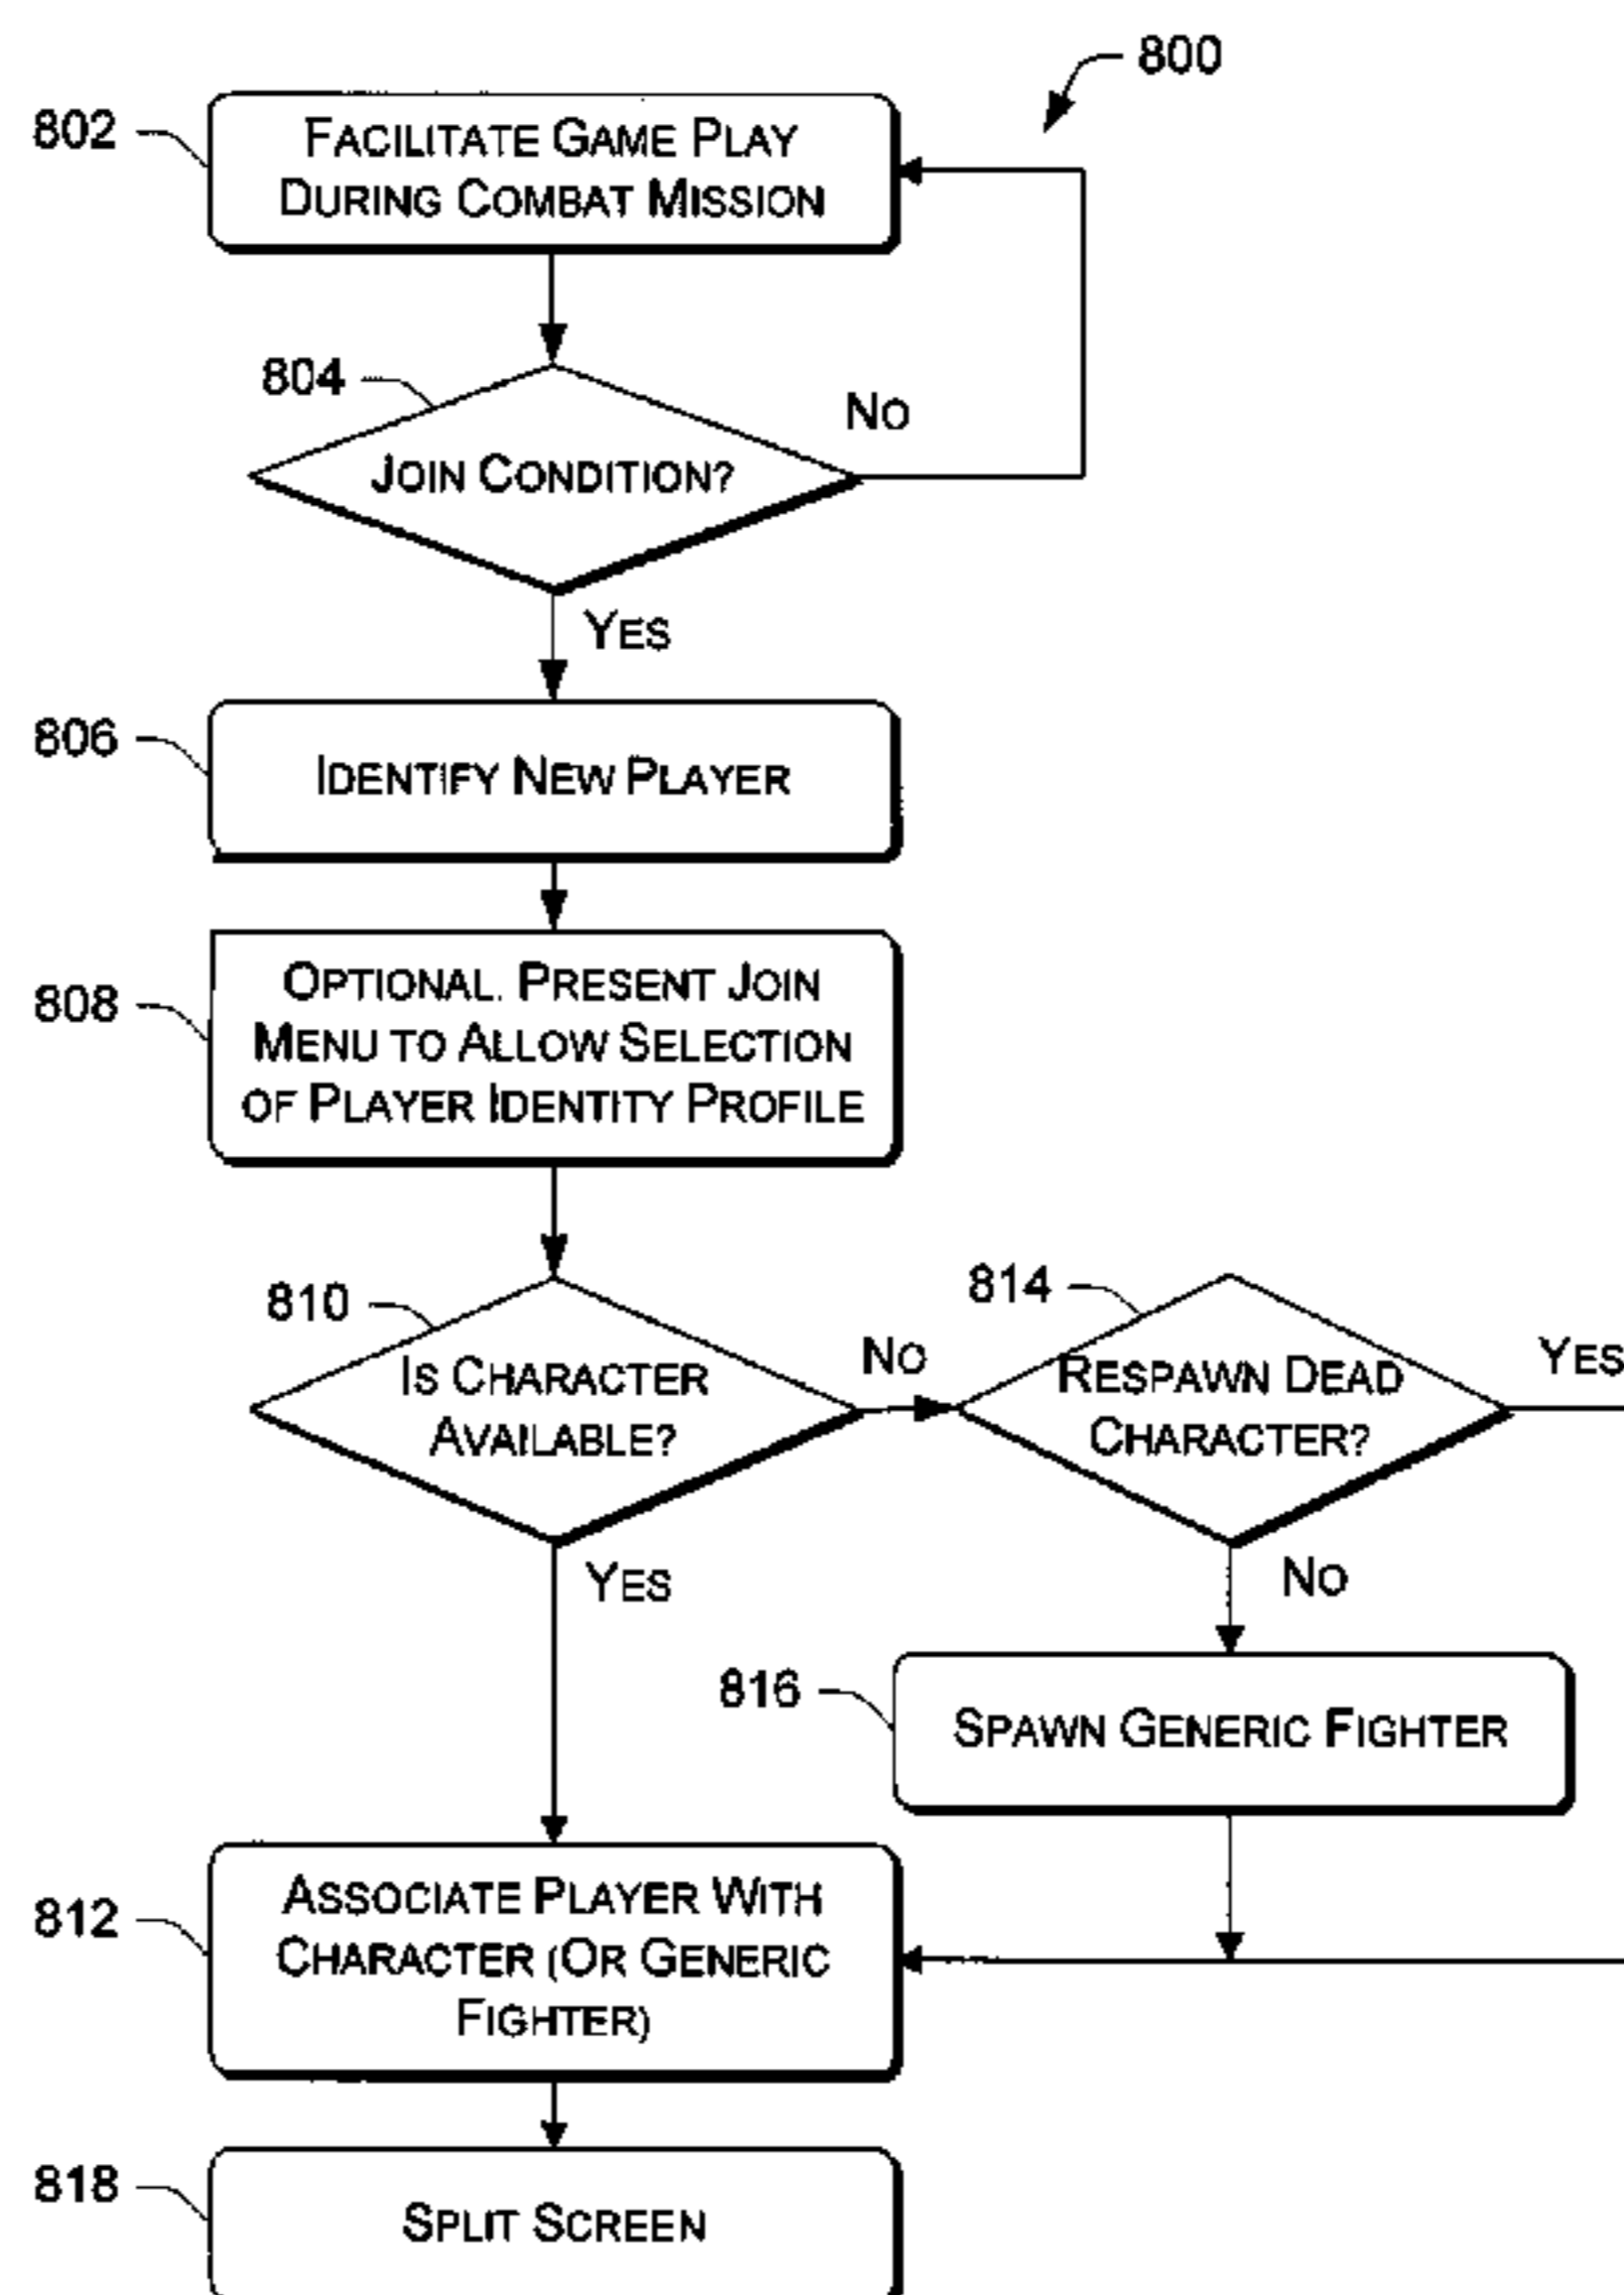 800
802
FACILITATE GAME PLAY
DURING COMBAT MISSION
804
NO
JOIN CONDITION?
YES
806
IDENTIFY NEW PLAYER
808
OPTIONAL. PRESENT JOIN
MENU TO ALLOW SELECTION
OF PLAYER IDENTITY PROFILE
810
IS CHARACTER
AVAILABLE?
NO
814
RESPAWN DEAD
CHARACTER?
YES
YES
NO
816
SPAWN GENERIC FIGHTER
812
ASSOCIATE PLAYER WITH
CHARACTER (OR GENERIC
FIGHTER)
818
SPLIT SCREEN